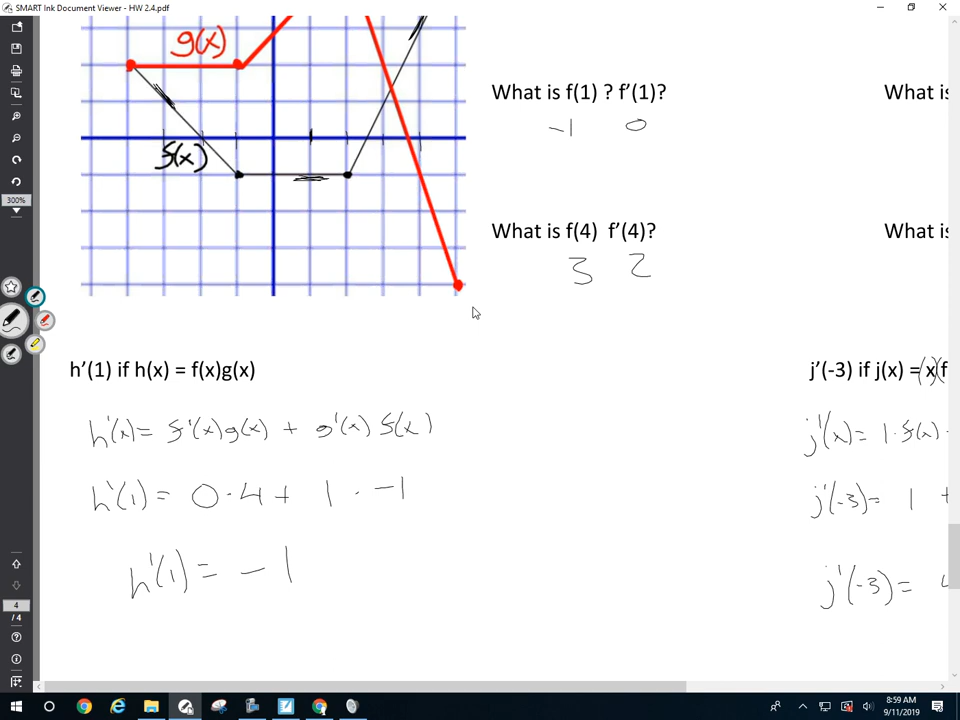 SMART Ink Document Viewer - HW 2.4.pdf
g(x)
f(x)
What is f(1) ? f'(1)?
What is
-1 0
What is f(4) f'(4)?
What is
3 2
300%
4
/ 4
h'(1) if h(x) = f(x)g(x)
j'(-3) if j(x) = x f
h'(x)= f'(x)g(x) + g'(x) f(x)
j'(x)= 1·f(x)
h'(1)= 0·4 + 1 · -1
j'(-3)= 1 +
h'(1)= -1
j'(-3)= 4
8:59 AM
9/11/2019